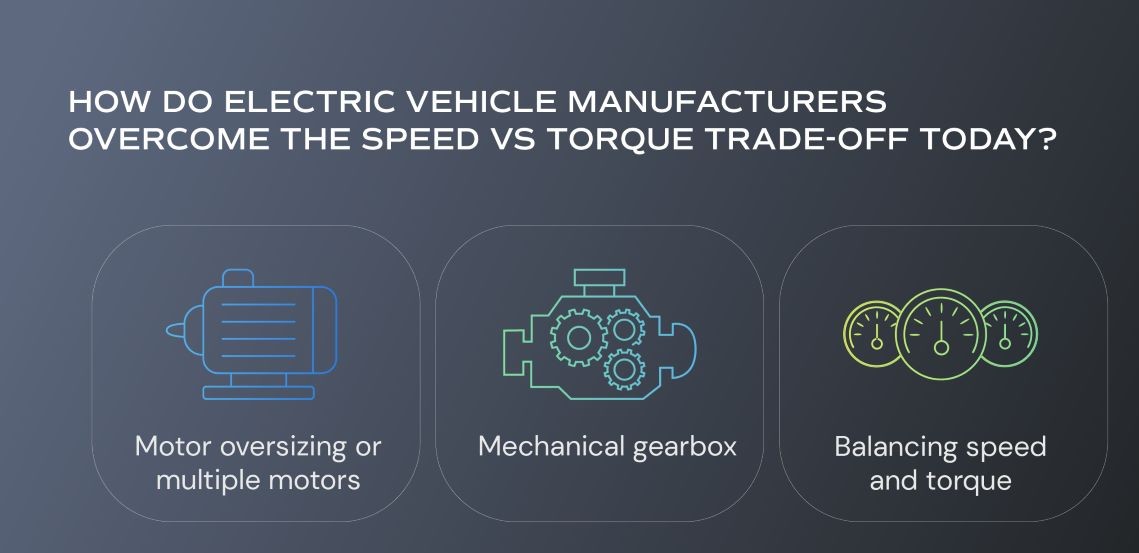 HOW DO ELECTRIC VEHICLE MANUFACTURERS
OVERCOME THE SPEED VS TORQUE TRADE-OFF TODAY?
Motor oversizing or
multiple motors
Mechanical gearbox
Balancing speed
and torque